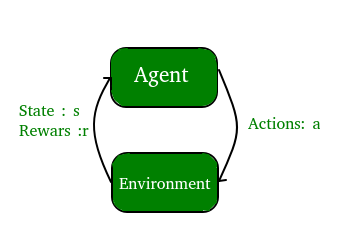 Agent
State : s
Rewars :r
Actions: a
Environment